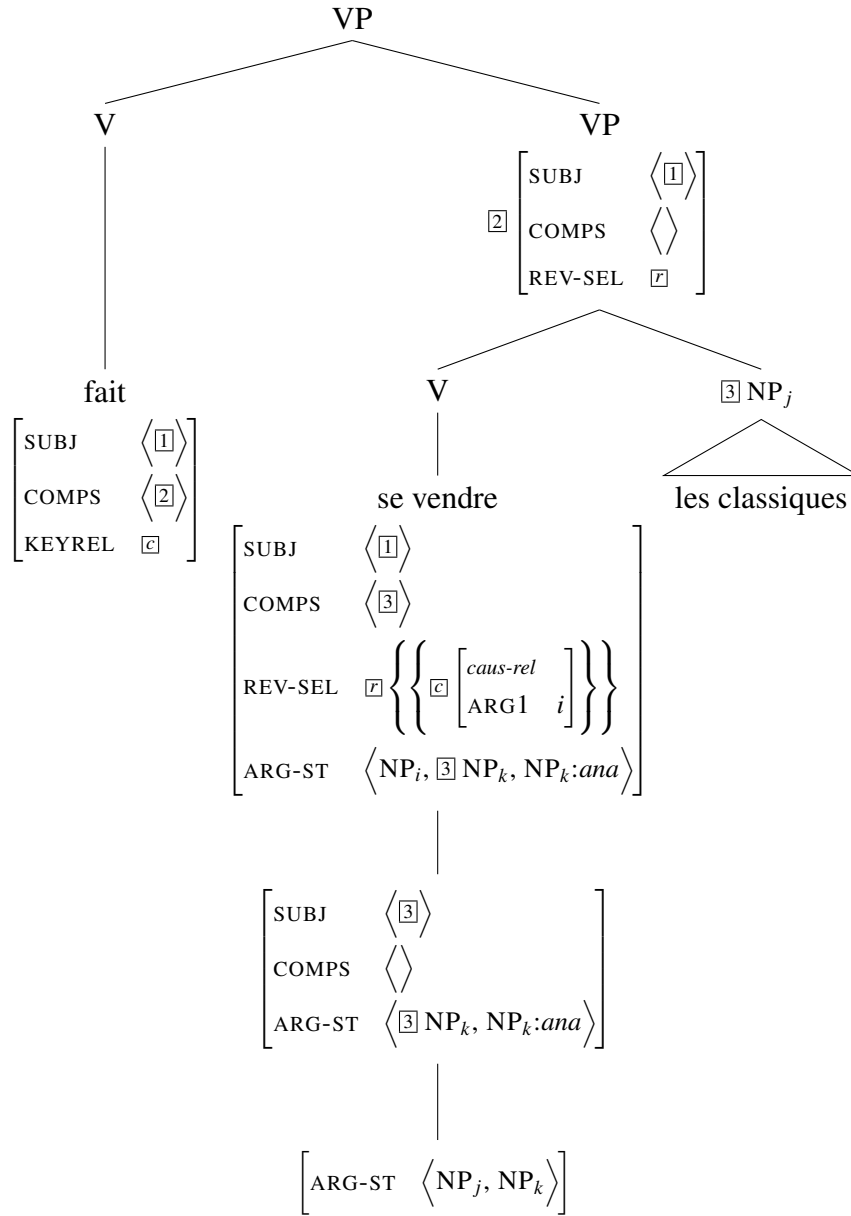 VP
V VP
2 [SUBJ ⟨1⟩
COMPS ⟨⟩
REV-SEL r]
fait V 3 NP_j
[SUBJ ⟨1⟩
COMPS ⟨2⟩
KEYREL c]
se vendre les classiques
[SUBJ ⟨1⟩
COMPS ⟨3⟩
REV-SEL r {{c [caus-rel
ARG1 i]}}
ARG-ST ⟨NP_i, 3 NP_k, NP_k:ana⟩]
[SUBJ ⟨3⟩
COMPS ⟨⟩
ARG-ST ⟨3 NP_k, NP_k:ana⟩]
[ARG-ST ⟨NP_j, NP_k⟩]